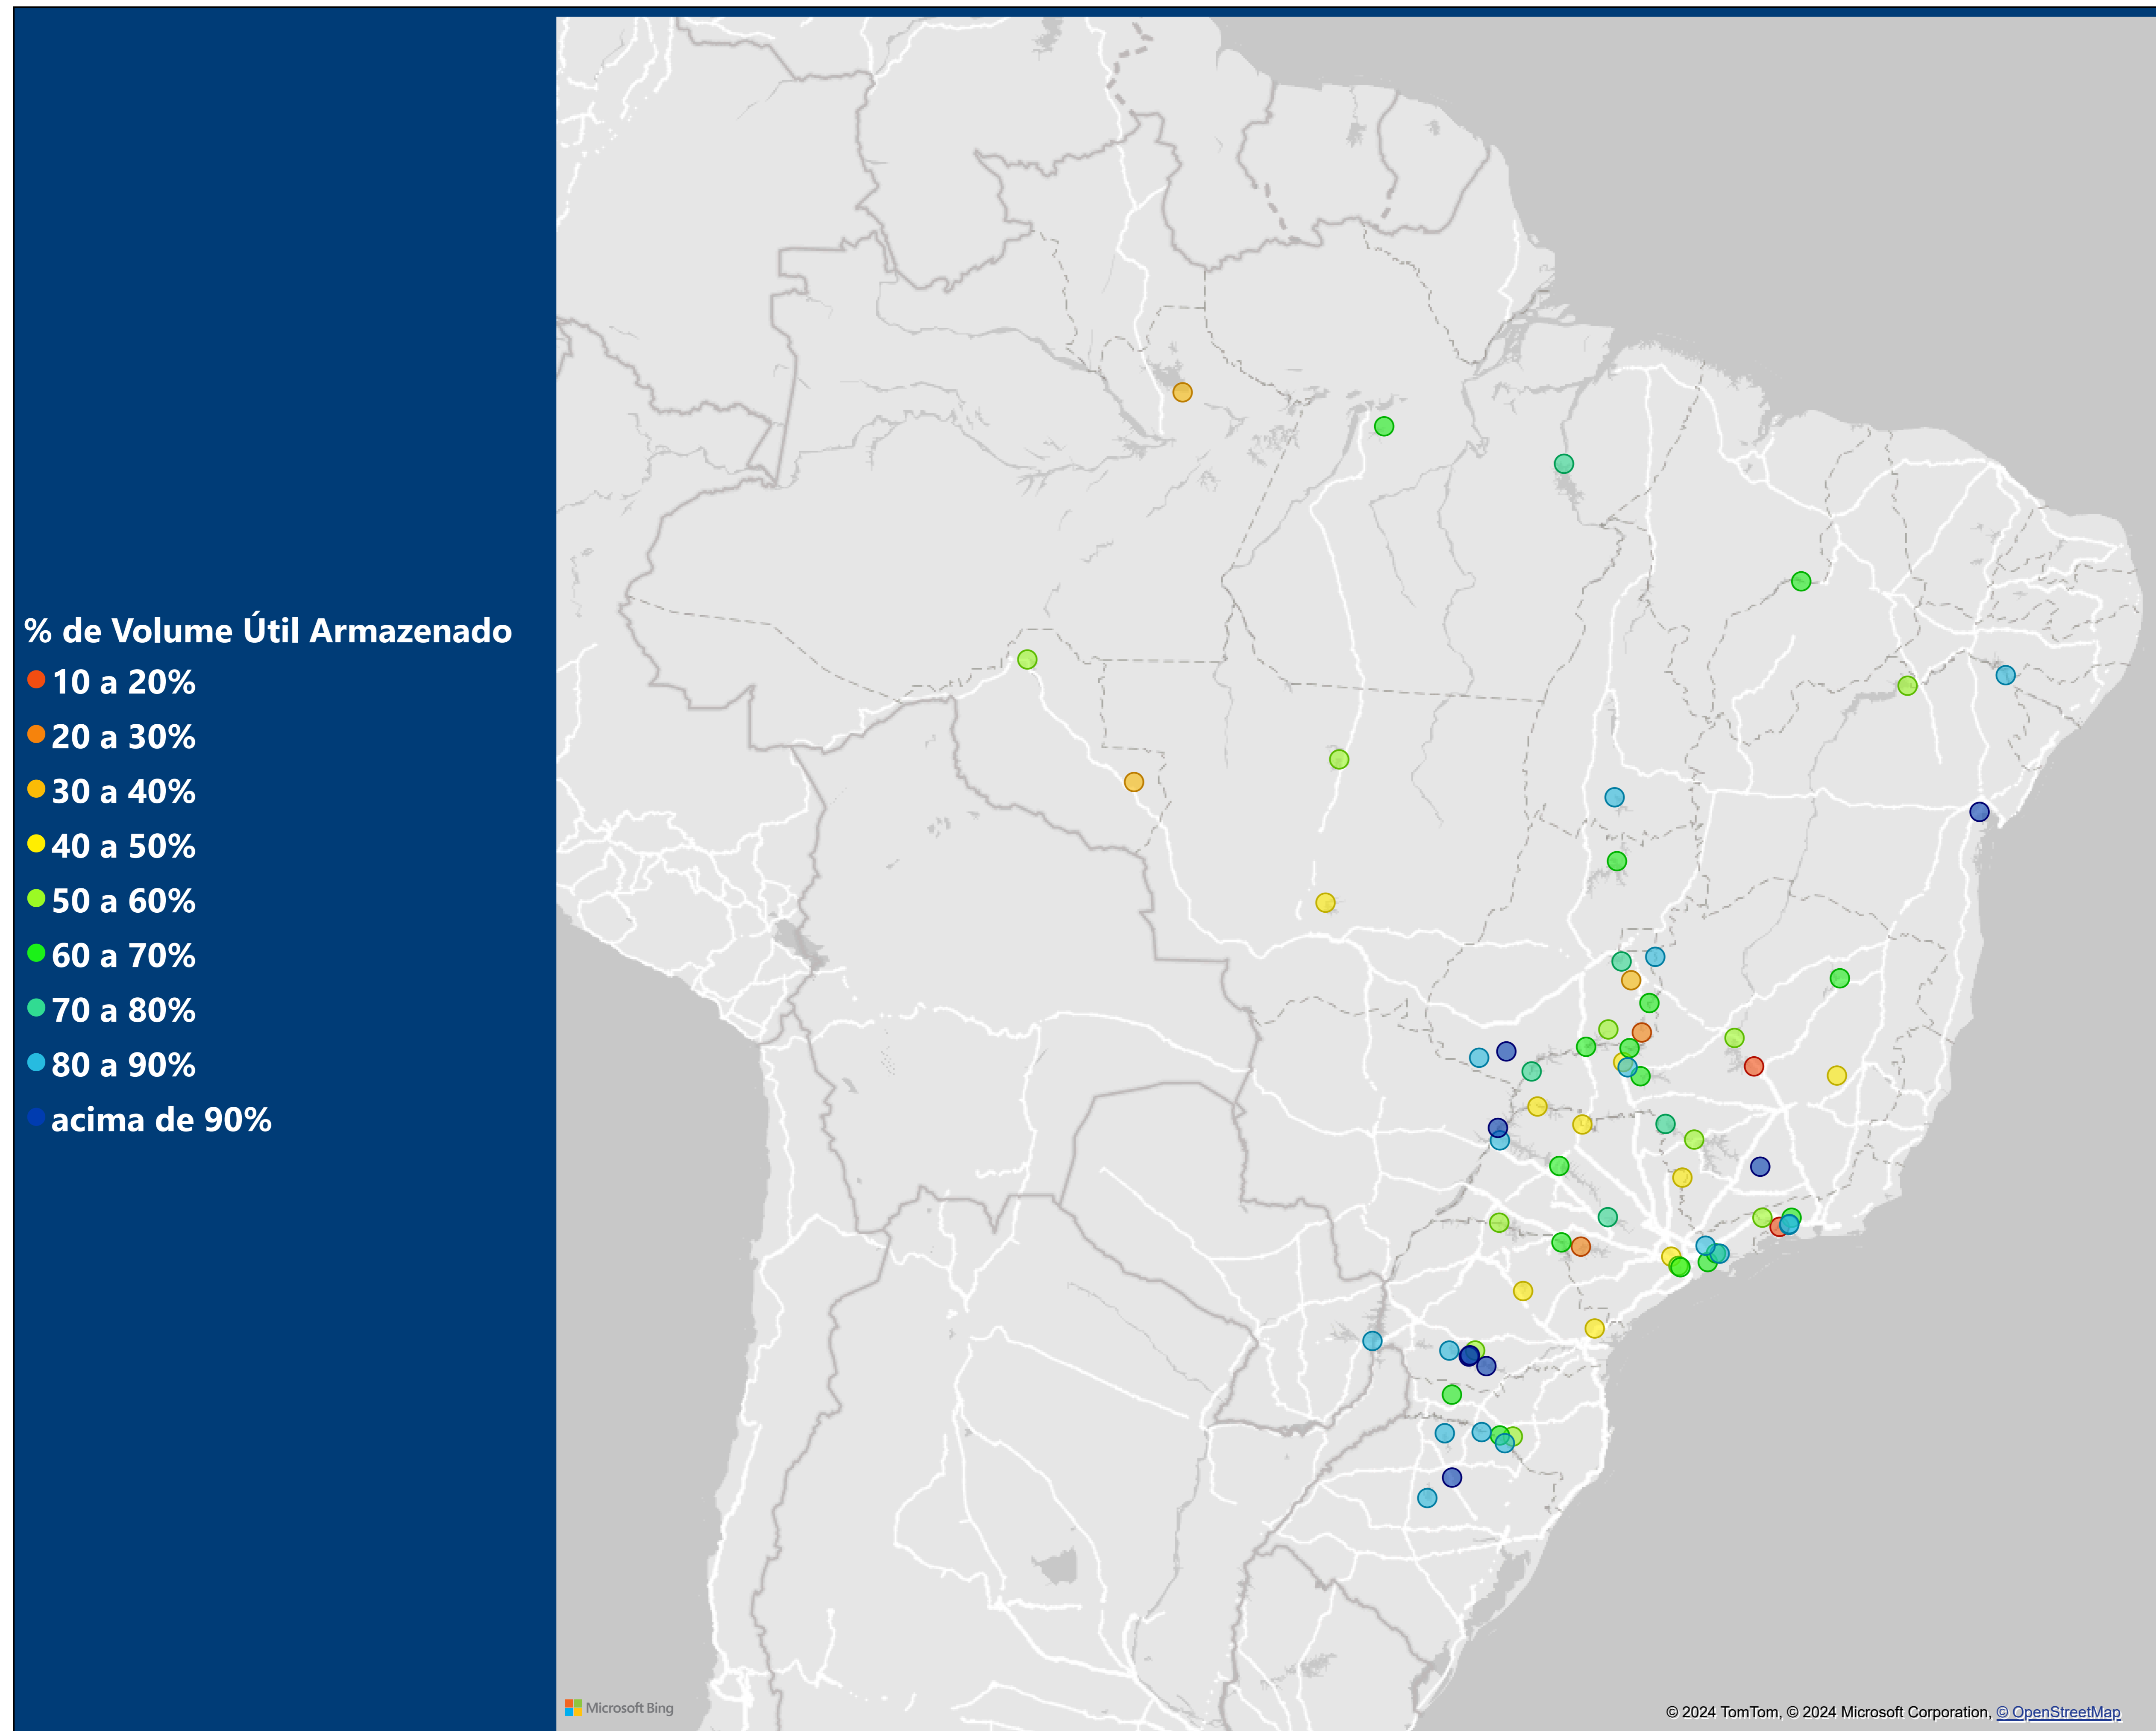 % de Volume Útil Armazenado
10 a 20%
20 a 30%
30 a 40%
40 a 50%
50 a 60%
60 a 70%
70 a 80%
80 a 90%
acima de 90%
Microsoft Bing
© 2024 TomTom, © 2024 Microsoft Corporation, © OpenStreetMap